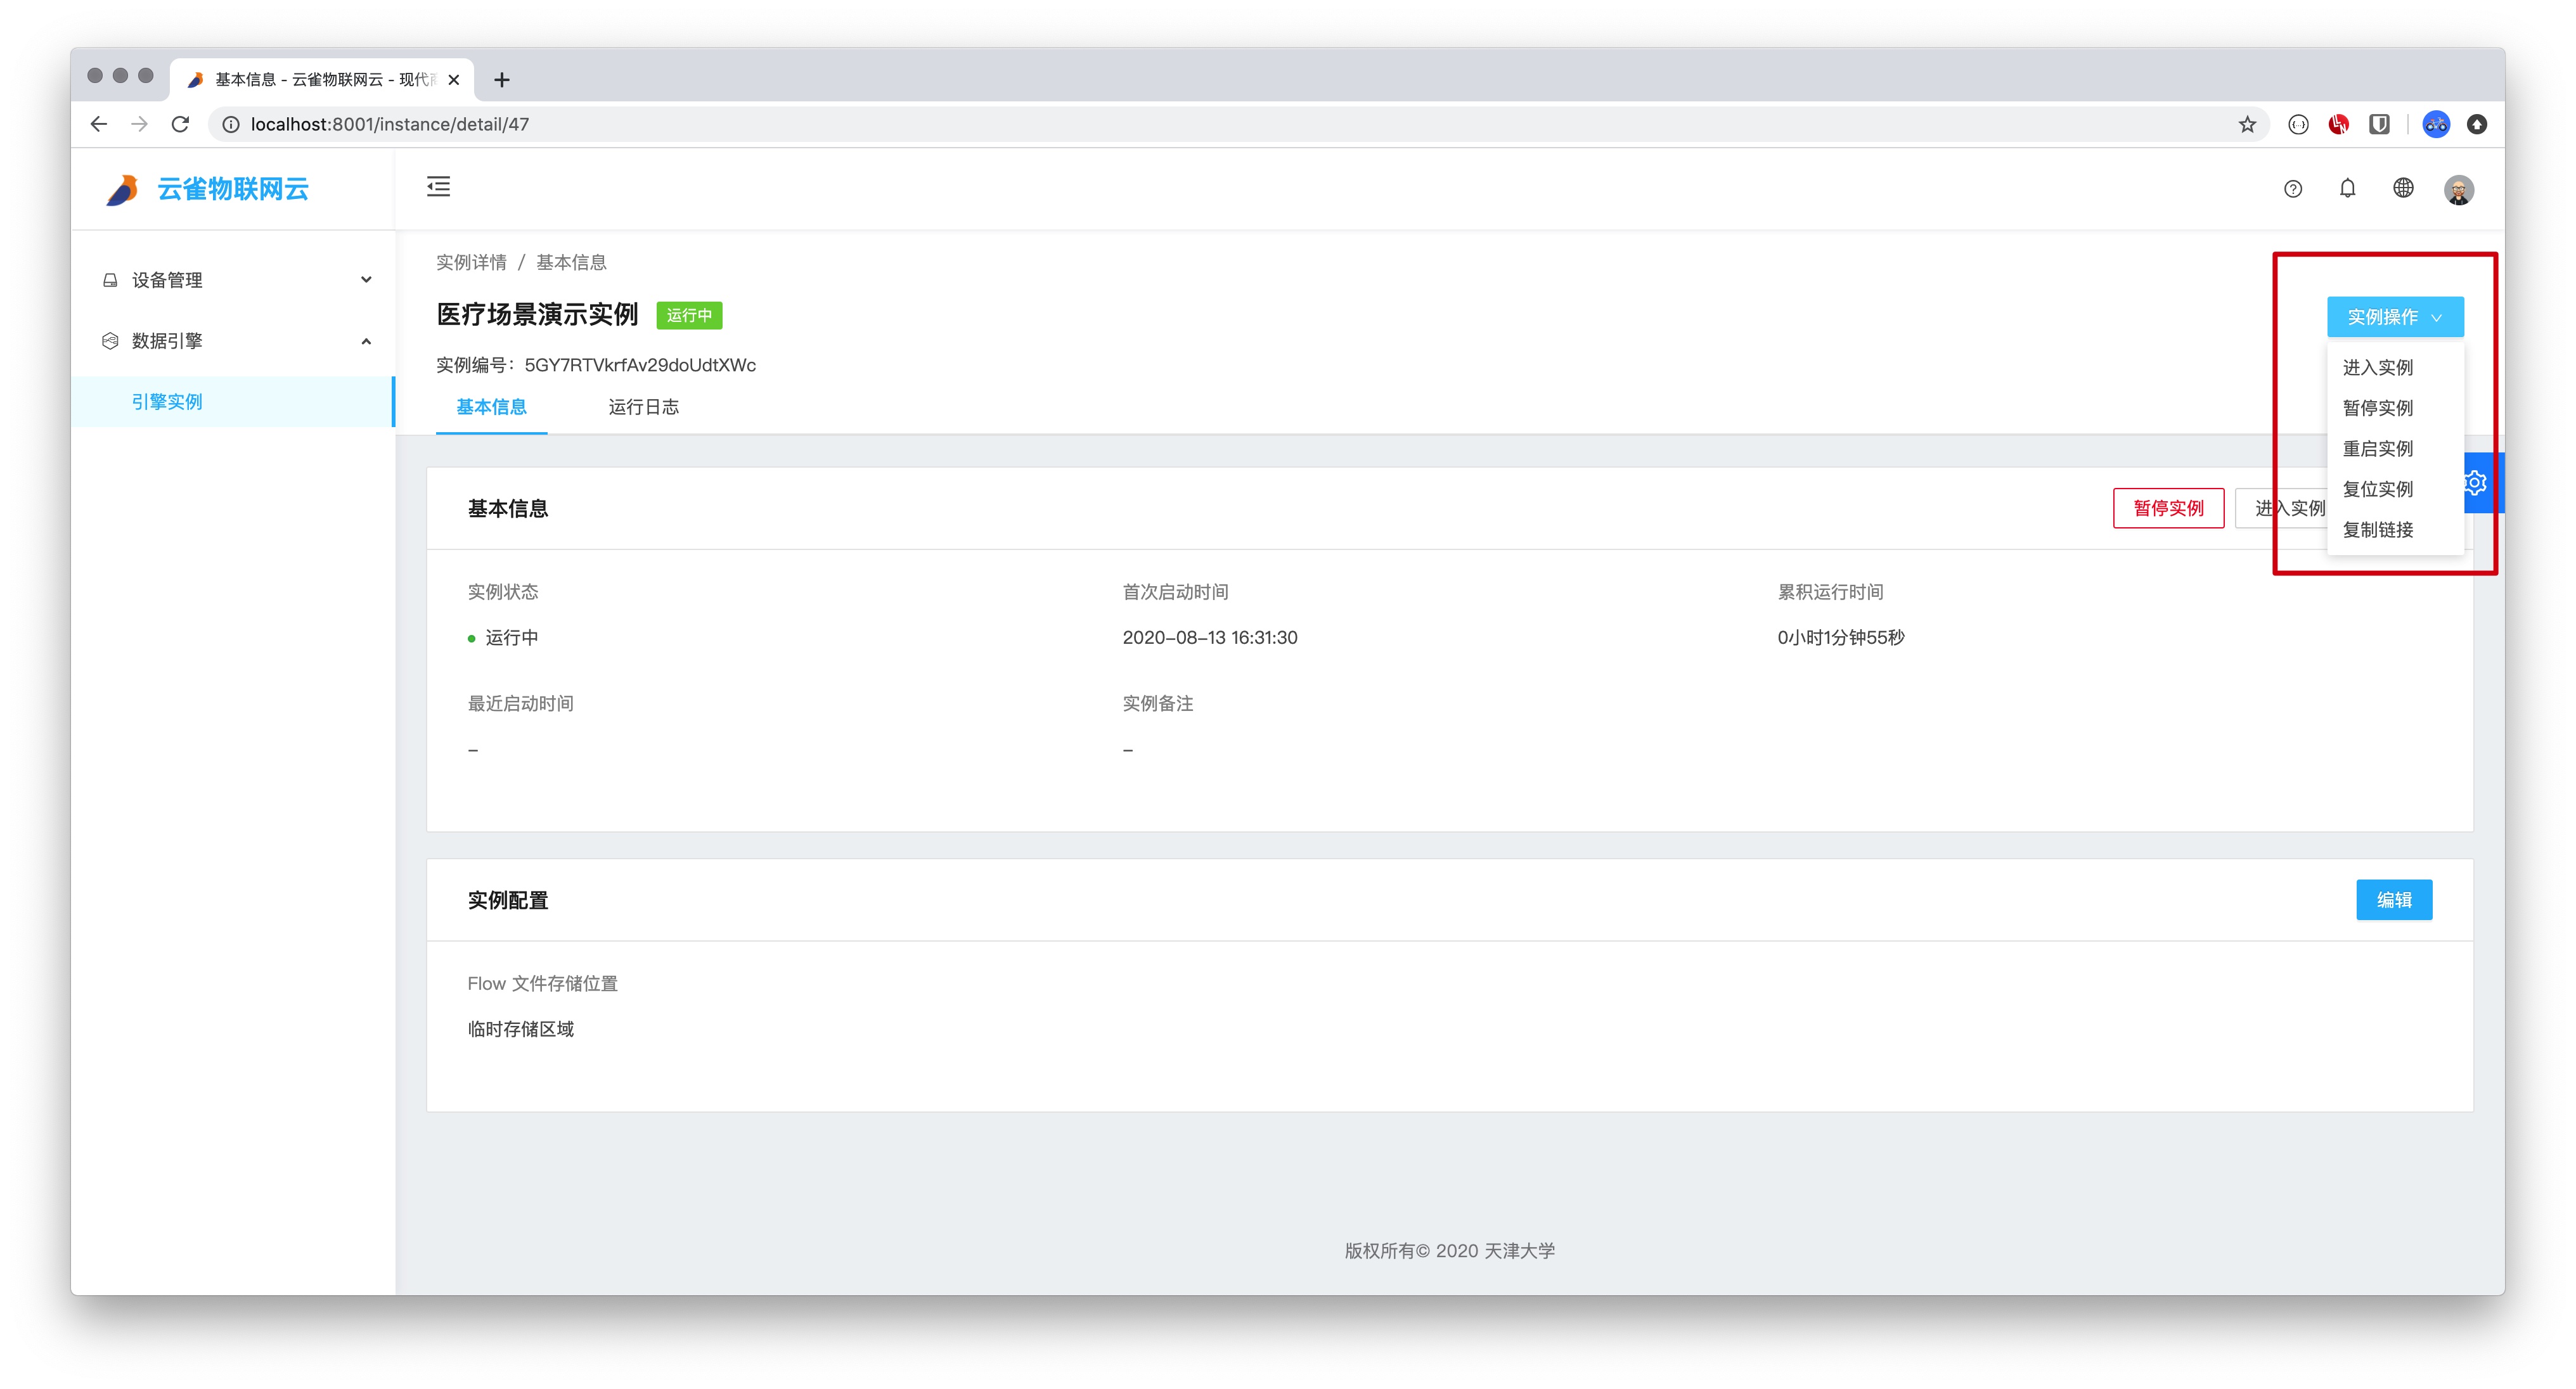 基本信息 - 云雀物联网云 - 现代
localhost:8001/instance/detail/47
云雀物联网云
设备管理
数据引擎
引擎实例
实例详情 / 基本信息
医疗场景演示实例 运行中
实例编号：5GY7RTVkrfAv29doUdtXWc
基本信息 运行日志
实例操作
进入实例
暂停实例
重启实例
复位实例
复制链接
基本信息
暂停实例 进入实例
实例状态 首次启动时间 累积运行时间
运行中 2020-08-13 16:31:30 0小时1分钟55秒
最近启动时间 实例备注
- -
实例配置 编辑
Flow 文件存储位置
临时存储区域
版权所有© 2020 天津大学